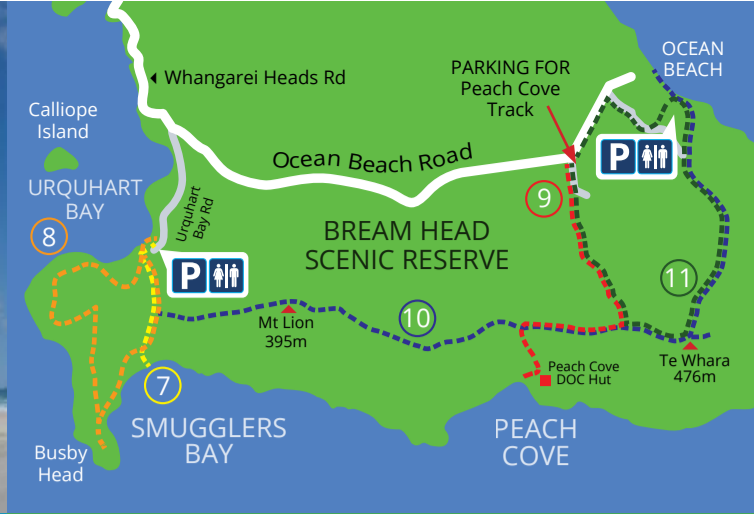 Whangarei Heads Rd
PARKING FOR
Peach Cove
Track
OCEAN
BEACH
Calliope
Island
Ocean Beach Road
URQUHART
BAY
Urquhart
Bay Rd
P
P
8
9
BREAM HEAD
SCENIC RESERVE
11
10
Mt Lion
395m
Peach Cove
DOC Hut
Te Whara
476m
7
SMUGGLERS
BAY
PEACH
COVE
Busby
Head